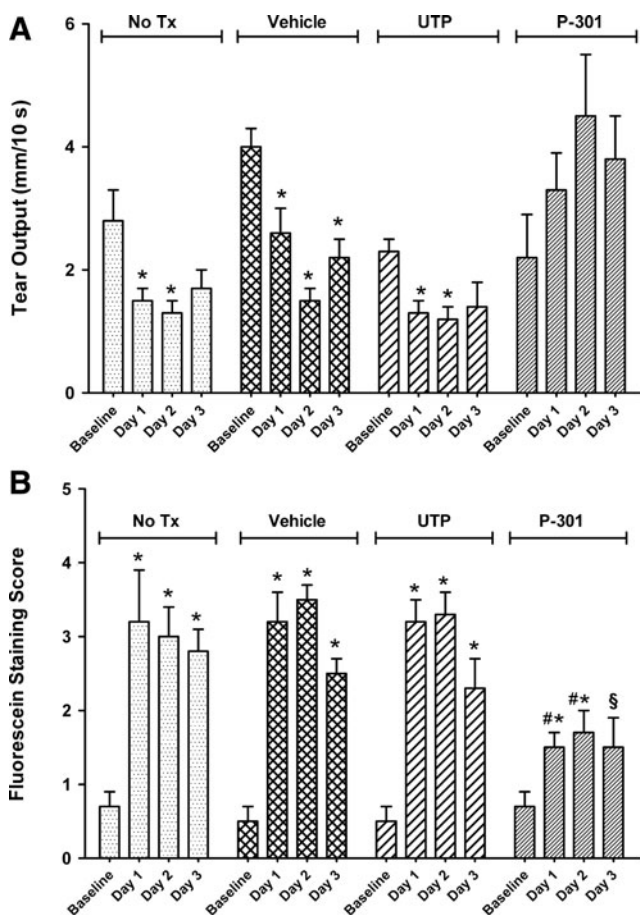 A
No Tx
Vehicle
UTP
P-301
Tear Output (mm/10 s)
6
4
2
0
* *
* * *
* *
Baseline Day 1 Day 2 Day 3 Baseline Day 1 Day 2 Day 3 Baseline Day 1 Day 2 Day 3 Baseline Day 1 Day 2 Day 3
B
No Tx
Vehicle
UTP
P-301
Fluorescein Staining Score
5
4
3
2
1
0
* * *
* * *
* * *
#* #* §
Baseline Day 1 Day 2 Day 3 Baseline Day 1 Day 2 Day 3 Baseline Day 1 Day 2 Day 3 Baseline Day 1 Day 2 Day 3